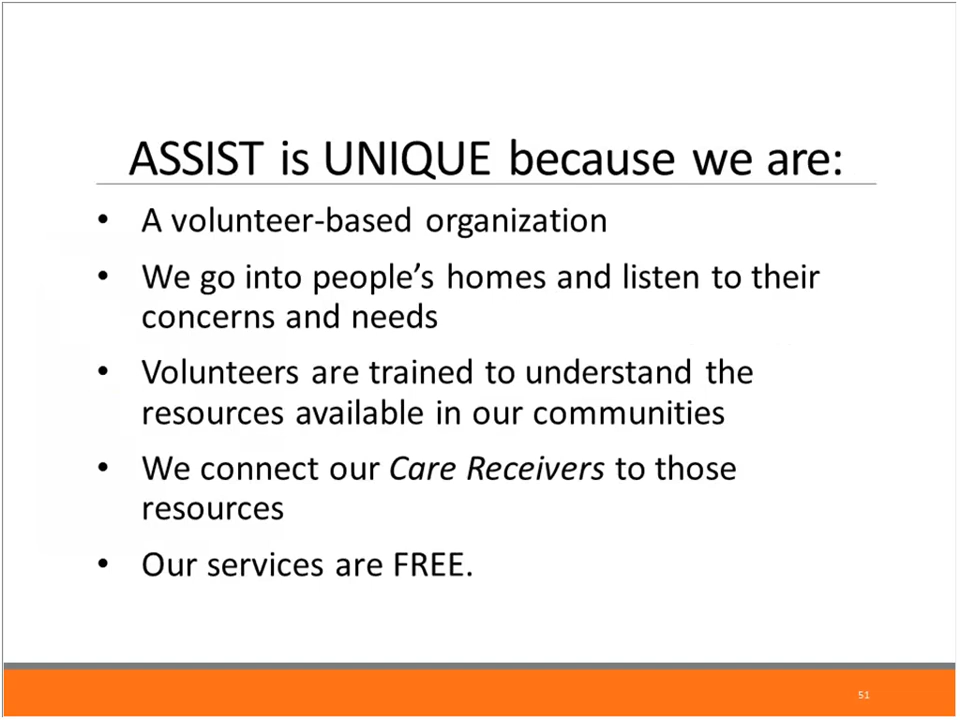 ASSIST is UNIQUE because we are:
• A volunteer-based organization
• We go into people’s homes and listen to their
concerns and needs
• Volunteers are trained to understand the
resources available in our communities
• We connect our Care Receivers to those
resources
• Our services are FREE.
51